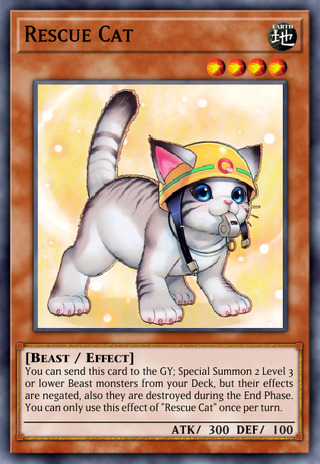 Rescue Cat
EARTH
地
[Beast / Effect]
You can send this card to the GY; Special Summon 2 Level 3
or lower Beast monsters from your Deck, but their effects
are negated, also they are destroyed during the End Phase.
You can only use this effect of "Rescue Cat" once per turn.
ATK/ 300 DEF/ 100